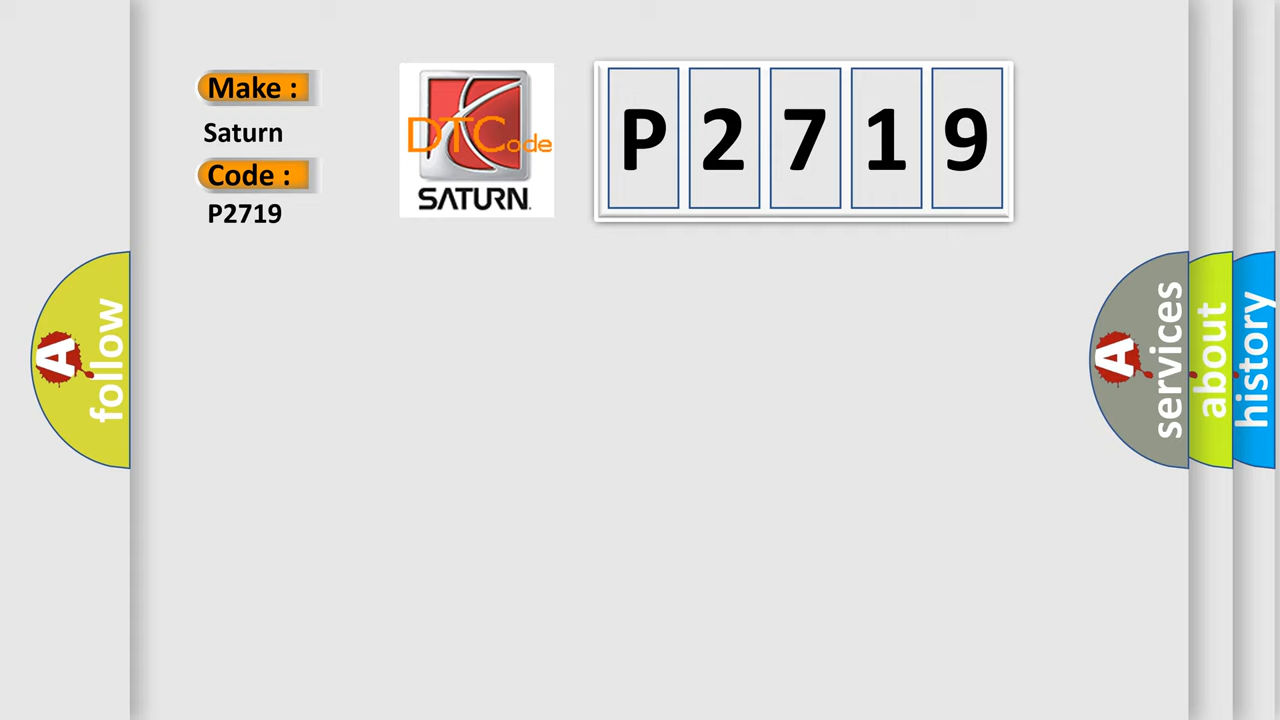 Make :
Saturn
Code :
P2719
DTCode
SATURN
P 2 7 1 9
A follow
A services
about
history